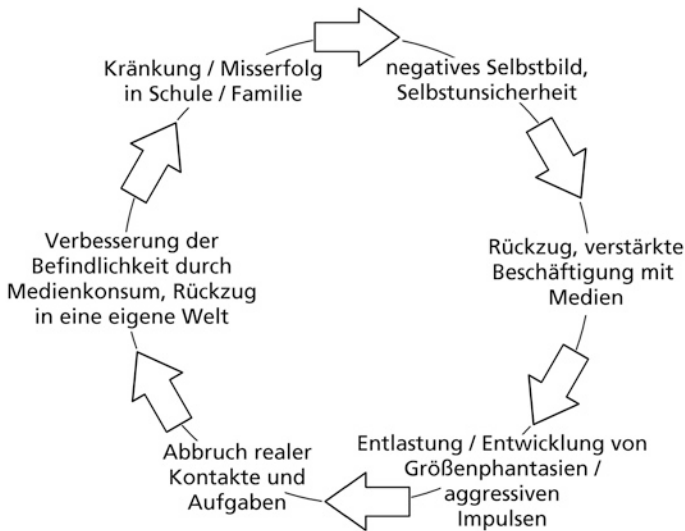 Kränkung / Misserfolg
in Schule / Familie
negatives Selbstbild,
Selbstunsicherheit
Rückzug, verstärkte
Beschäftigung mit
Medien
Entlastung / Entwicklung von
Größenphantasien /
aggressiven
Impulsen
Abbruch realer
Kontakte und
Aufgaben
Verbesserung der
Befindlichkeit durch
Medienkonsum, Rückzug
in eine eigene Welt